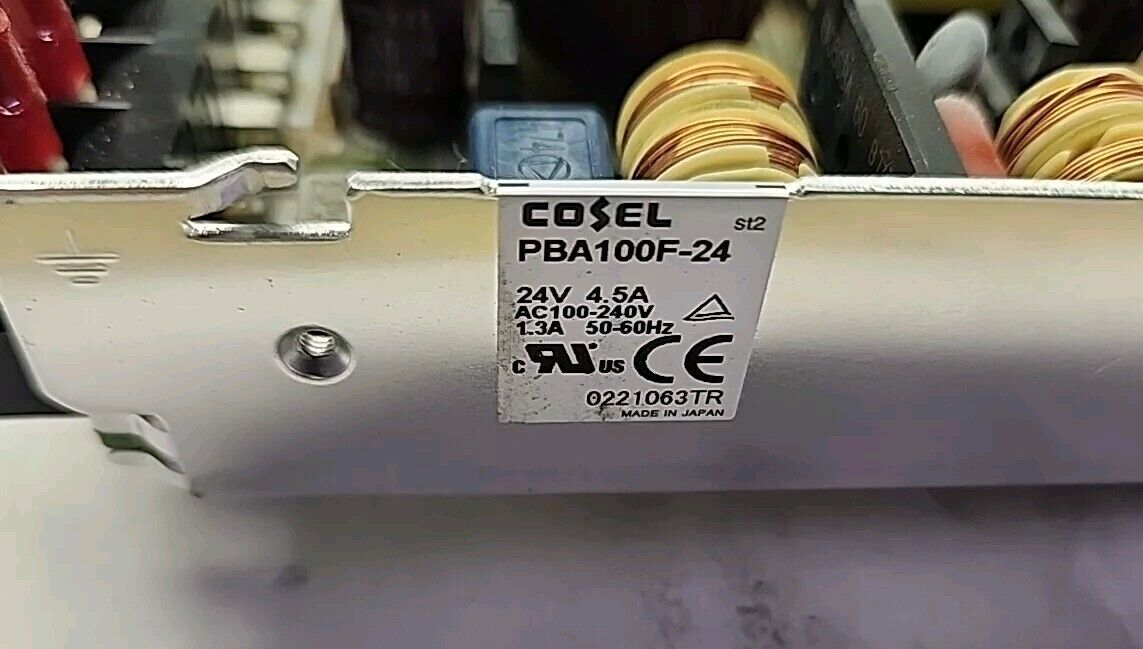 COSEL
st2
PBA100F-24
24V 4.5A
AC100-240V
1.3A 50-60Hz
c RU US CE
0221063TR
MADE IN JAPAN